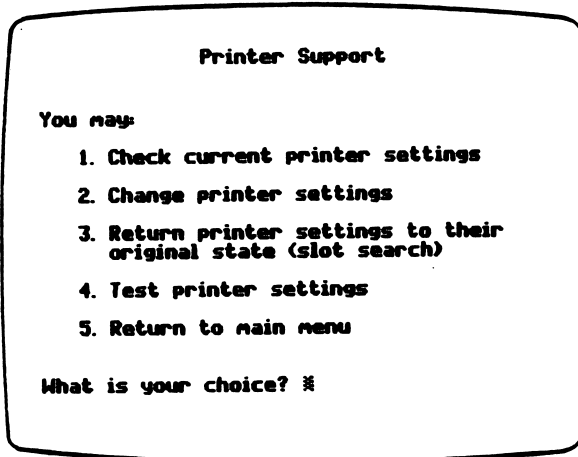 Printer Support
You may:
1. Check current printer settings
2. Change printer settings
3. Return printer settings to their
original state (slot search)
4. Test printer settings
5. Return to main menu
What is your choice?